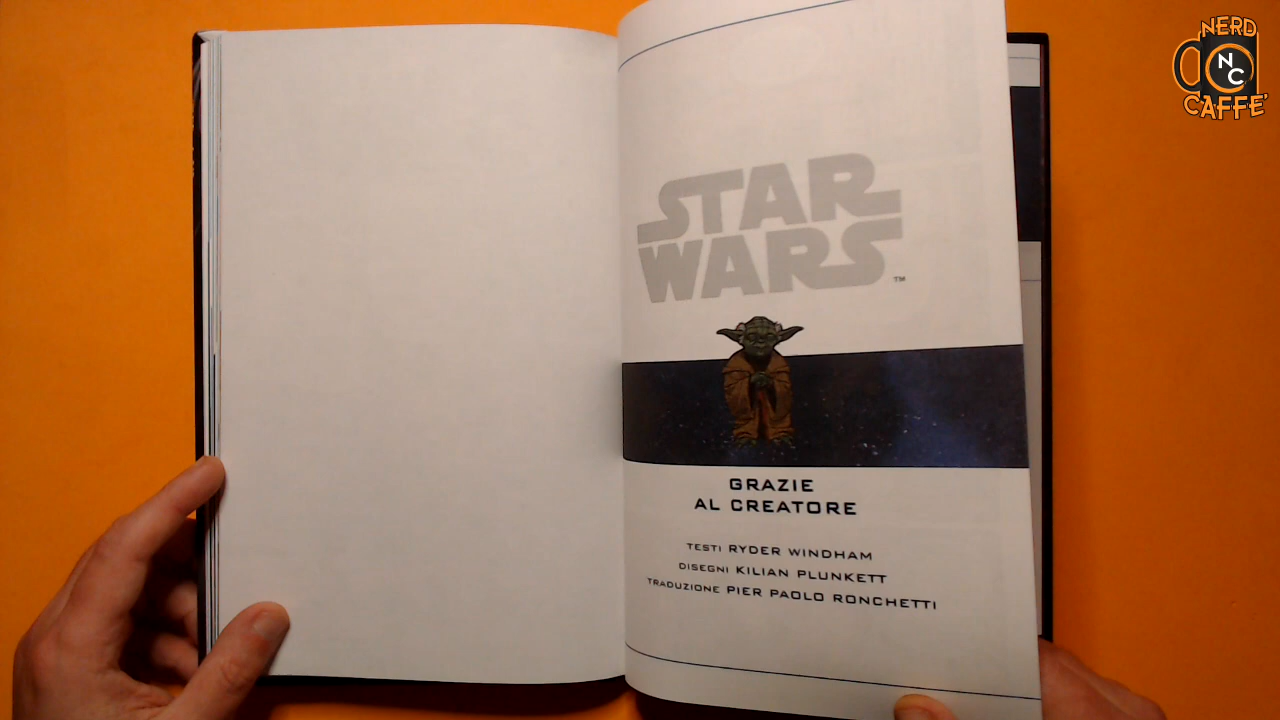 STAR
WARS
TM
GRAZIE
AL CREATORE
TESTI RYDER WINDHAM
DISEGNI KILIAN PLUNKETT
TRADUZIONE PIER PAOLO RONCHETTI
NERD
NC
CAFFE'